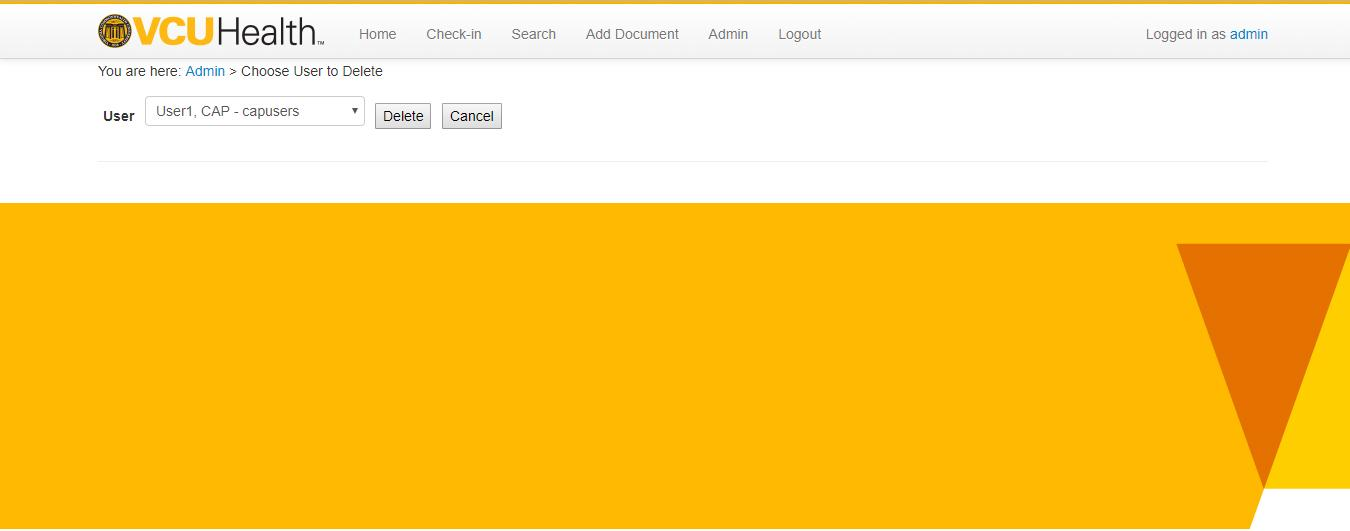 VCUHealth™ Home Check-in Search Add Document Admin Logout Logged in as admin
You are here: Admin > Choose User to Delete
User User1, CAP - capusers Delete Cancel